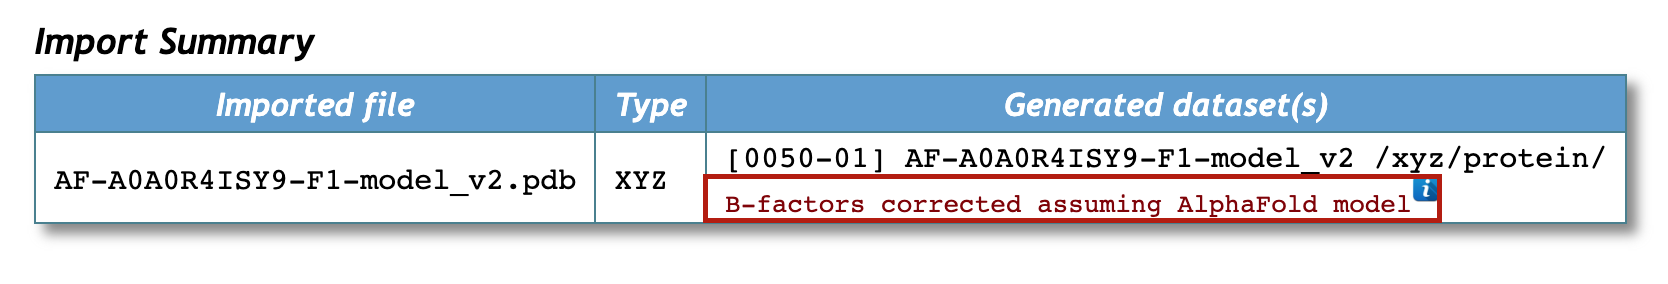 Import Summary
Imported file Type Generated dataset(s)
AF-A0A0R4ISY9-F1-model_v2.pdb XYZ [0050-01] AF-A0A0R4ISY9-F1-model_v2 /xyz/protein/
B-factors corrected assuming AlphaFold model i